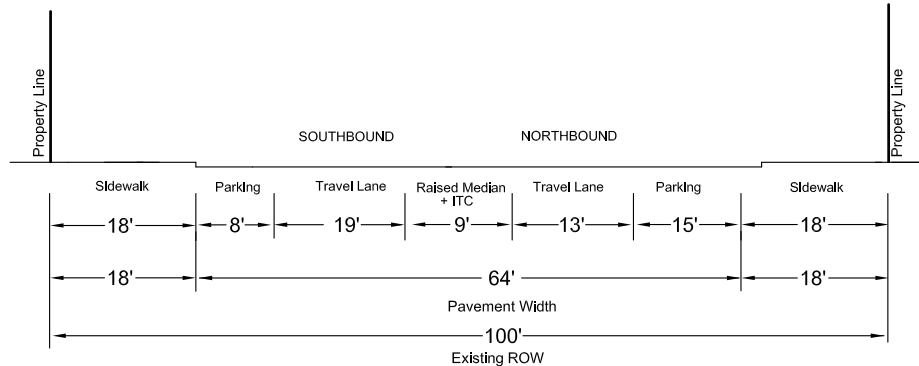 Property Line
Property Line
SOUTHBOUND
NORTHBOUND
Sidewalk
Parking
Travel Lane
Raised Median
+ ITC
Travel Lane
Parking
Sidewalk
18'
8'
19'
9'
13'
15'
18'
18'
64'
18'
Pavement Width
100'
Existing ROW